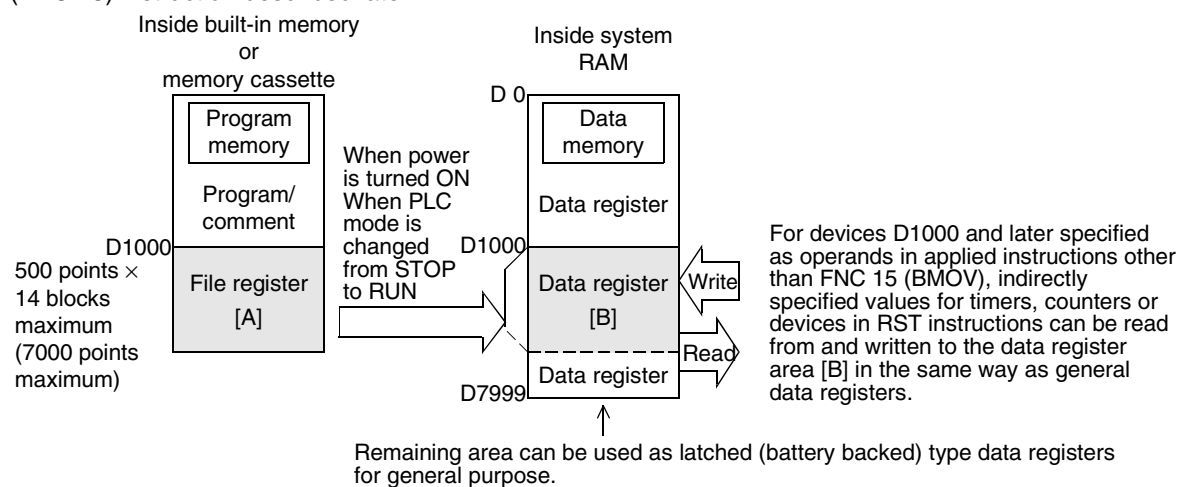 Inside built-in memory
or
memory cassette
Program
memory
Program/
comment
D1000
File register
[A]
500 points ×
14 blocks
maximum
(7000 points
maximum)
When power
is turned ON
When PLC
mode is
changed
from STOP
to RUN
Inside system
RAM
D 0
Data
memory
Data register
D1000
Data register
[B]
Data register
D7999
Write
Read
For devices D1000 and later specified
as operands in applied instructions other
than FNC 15 (BMOV), indirectly
specified values for timers, counters or
devices in RST instructions can be read
from and written to the data register
area [B] in the same way as general
data registers.
Remaining area can be used as latched (battery backed) type data registers
for general purpose.